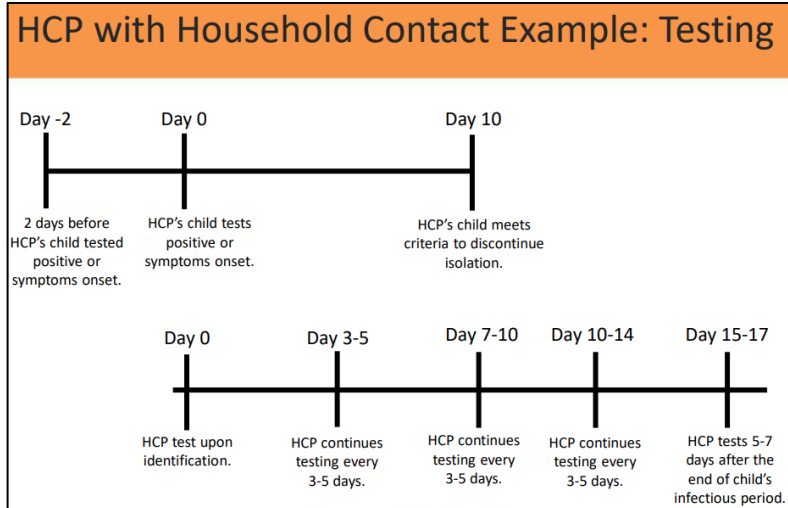 HCP with Household Contact Example: Testing
Day -2
Day 0
Day 10
2 days before
HCP's child tested
positive or
symptoms onset.
HCP's child tests
positive or
symptoms onset.
HCP's child meets
criteria to discontinue
isolation.
Day 0
Day 3-5
Day 7-10
Day 10-14
Day 15-17
HCP test upon
identification.
HCP continues
testing every
3-5 days.
HCP continues
testing every
3-5 days.
HCP continues
testing every
3-5 days.
HCP tests 5-7
days after the
end of child's
infectious period.